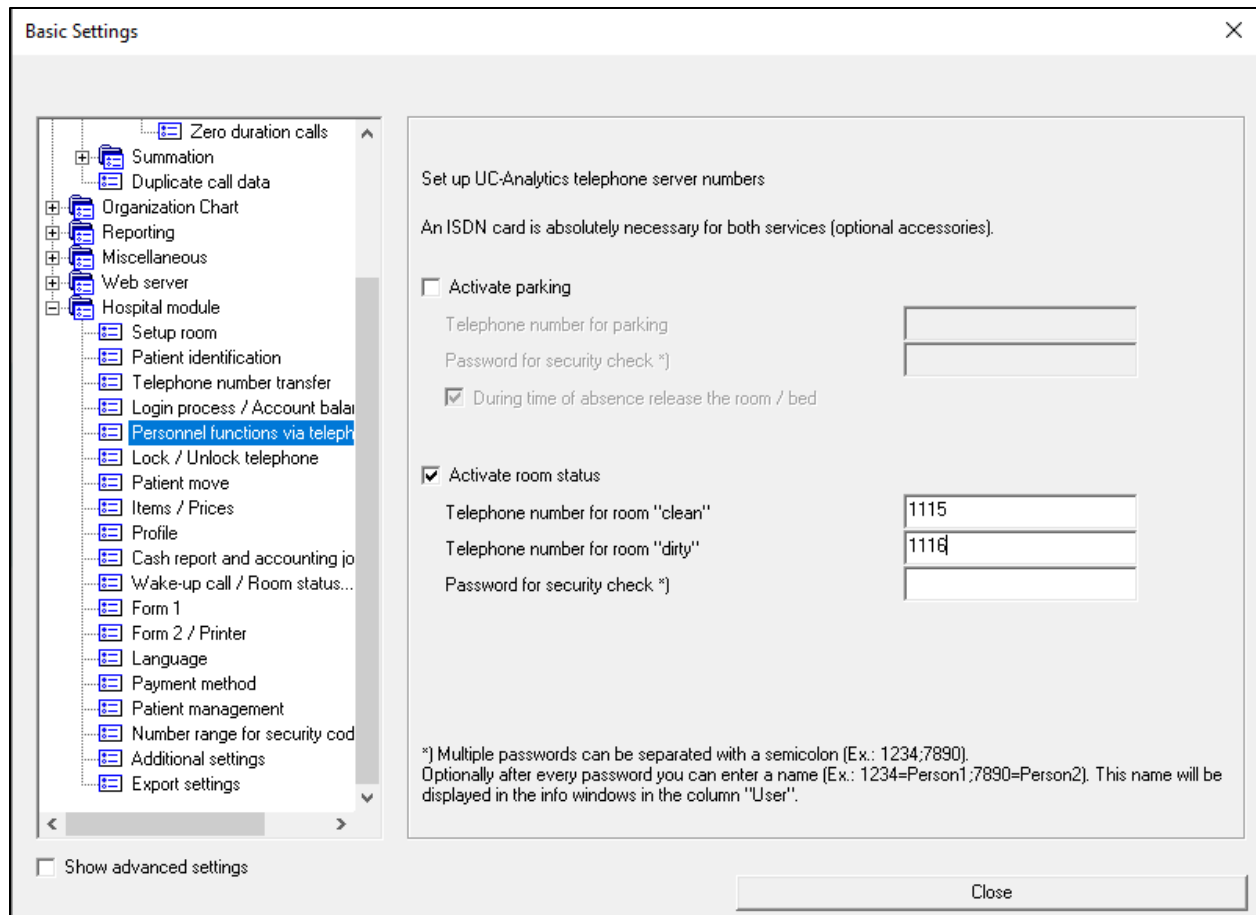 Basic Settings
Zero duration calls
Summation
Duplicate call data
Organization Chart
Reporting
Miscellaneous
Web server
Hospital module
Setup room
Patient identification
Telephone number transfer
Login process / Account balar
Personnel functions via teleph
Lock / Unlock telephone
Patient move
Items / Prices
Profile
Cash report and accounting jo
Wake-up call / Room status...
Form 1
Form 2 / Printer
Language
Payment method
Patient management
Number range for security cod
Additional settings
Export settings
Show advanced settings
Set up UC-Analytics telephone server numbers
An ISDN card is absolutely necessary for both services (optional accessories).
Activate parking
Telephone number for parking
Password for security check *)
During time of absence release the room / bed
Activate room status
Telephone number for room "clean" 1115
Telephone number for room "dirty" 1116
Password for security check *)
*) Multiple passwords can be separated with a semicolon (Ex.: 1234;7890).
Optionally after every password you can enter a name (Ex.: 1234=Person1;7890=Person2). This name will be
displayed in the info windows in the column "User".
Close